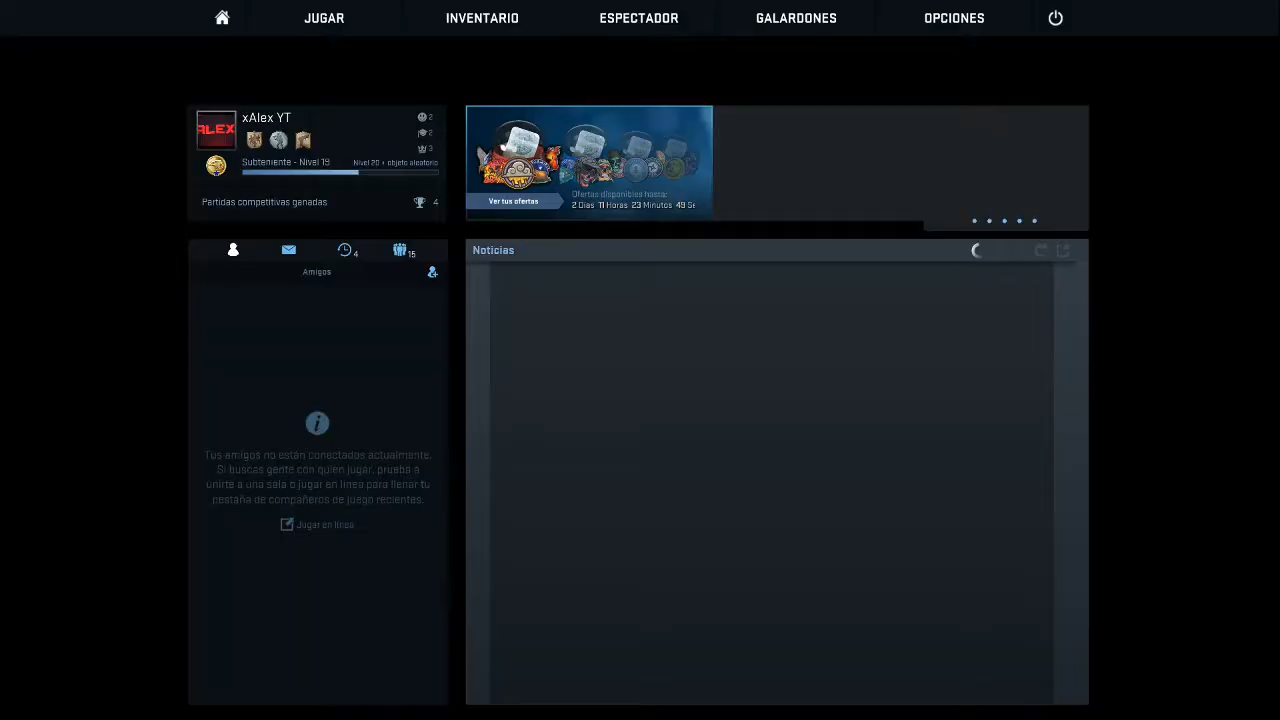 JUGAR
INVENTARIO
ESPECTADOR
GALARDONES
OPCIONES
ALEX
xAlex YT
2
2
3
Subteniente - Nivel 19
Nivel 20 + objeto aleatorio
Partidas competitivas ganadas
4
Ver tus ofertas
Ofertas disponibles hasta:
2 Días 11 Horas 23 Minutos 49 Se
4
15
Amigos
Tus amigos no están conectados actualmente.
Si buscas gente con quien jugar, prueba a
unirte a una sala o jugar en línea para llenar tu
pestaña de compañeros de juego recientes.
Jugar en línea
Noticias